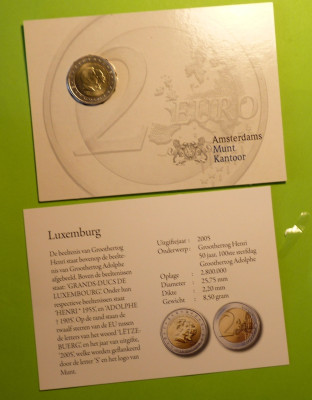 2 EURO
Amsterdams
Munt
Kantoor
Luxemburg
De beeltenis van Groothertog
Henri staat bovenop de beelte-
nis van Groothertog Adolphe
afgebeeld. Boven de beeltenissen
staat: 'GRANDS-DUCS DE
LUXEMBOURG'. Onder hun
respectieve beeltenissen staat
'HENRI * 1955', en 'ADOLPHE
† 1905'. Op de rand staan de
twaalf sterren van de EU tussen
de letters van het woord 'LËTZE-
BUERG' en het jaar van uitgifte,
'2005', welke worden geflankeerd
door de letter 'S' en het logo van
Munt.
Uitgiftejaar : 2005
Onderwerp : Groothertog Henri
50 jaar, 100ste sterfdag
Groothertog Adolphe
Oplage : 2.800.000
Diameter : 25,75 mm
Dikte : 2,20 mm
Gewicht : 8,50 gram